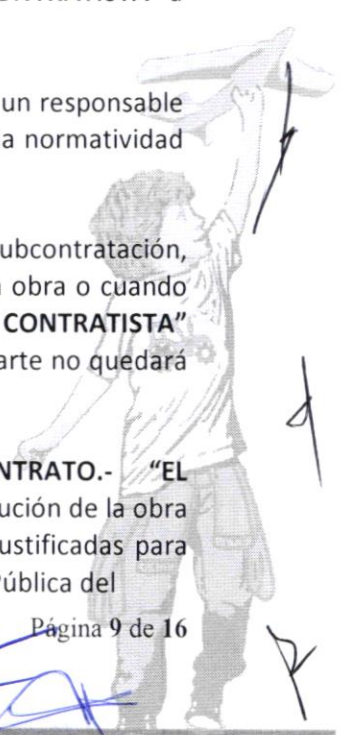 un responsable
a normatividad
ubcontratación,
obra o cuando
CONTRATISTA"
arte no quedará
NTRATO.- "EL
ución de la obra
ustificadas para
Pública del
Página 9 de 16